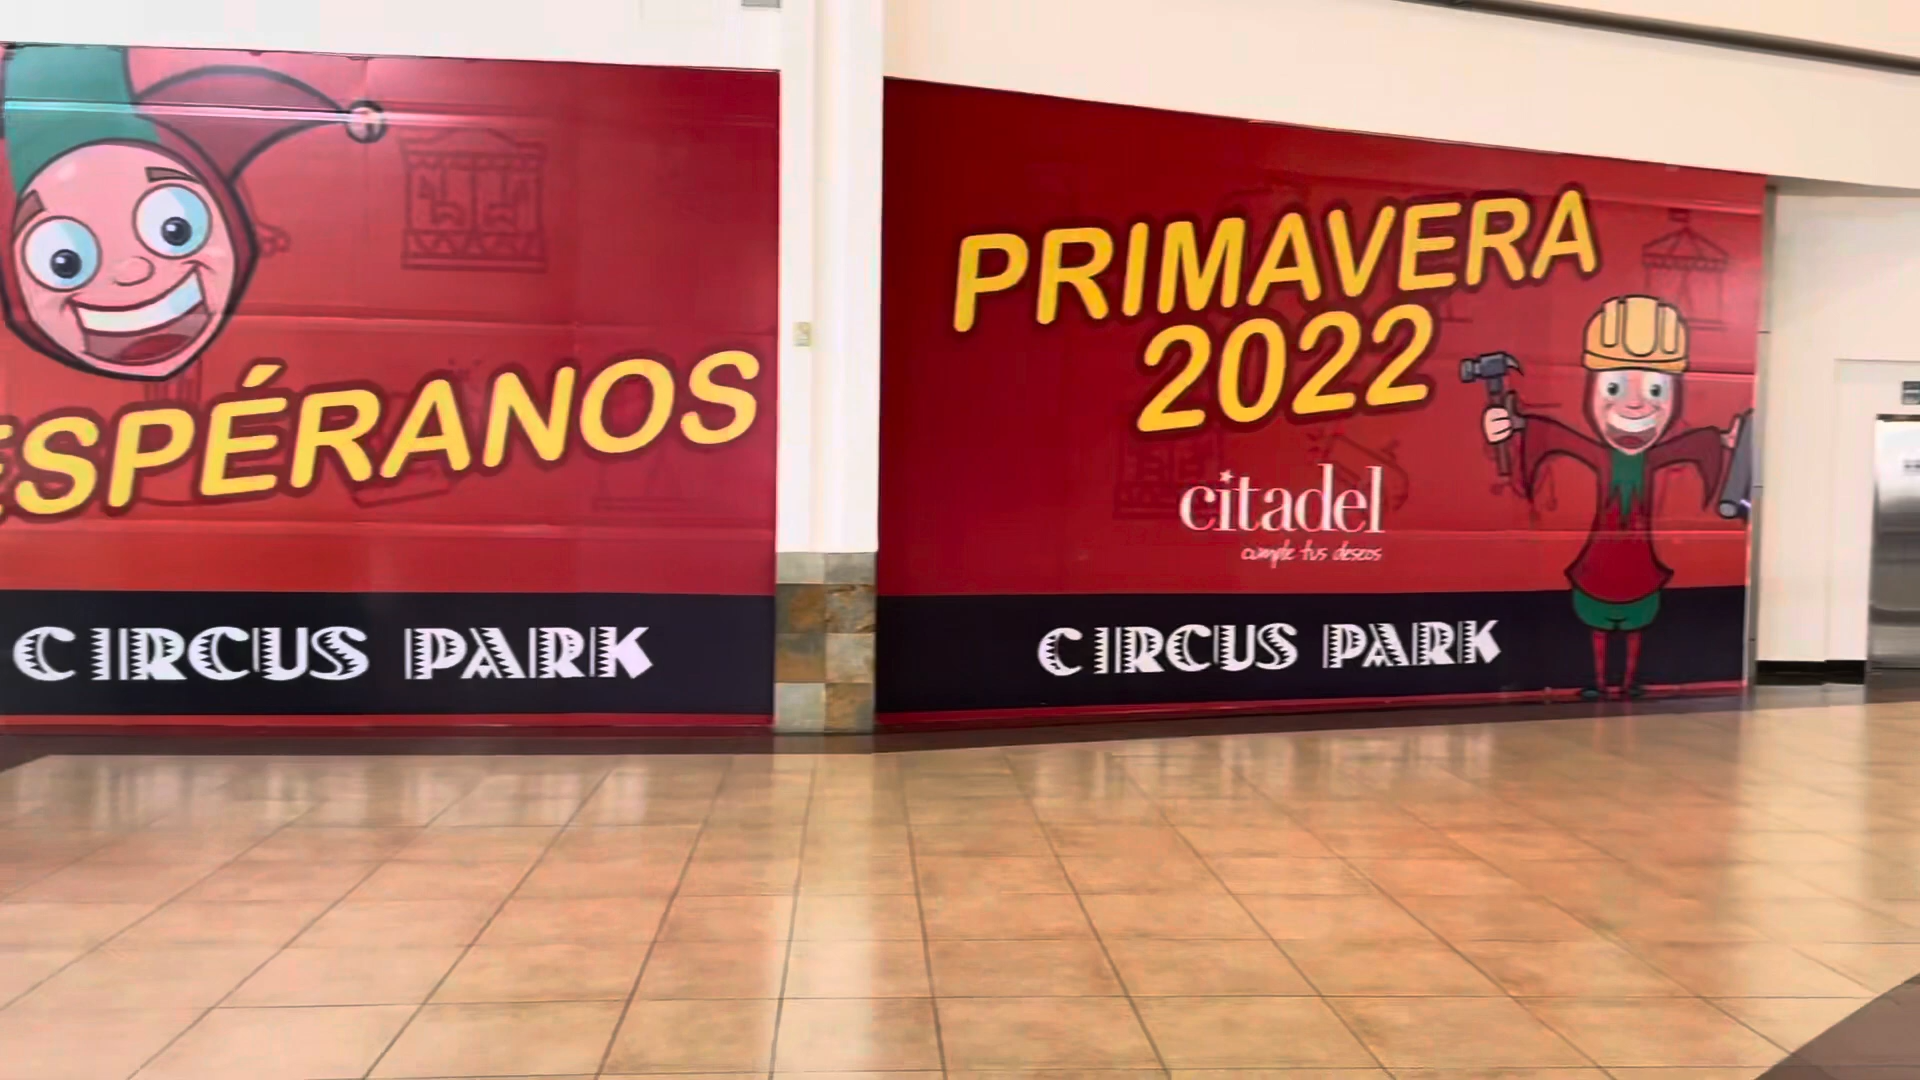 ESPÉRANOS
CIRCUS PARK
PRIMAVERA
2022
citadel
cumple tus deseos
CIRCUS PARK